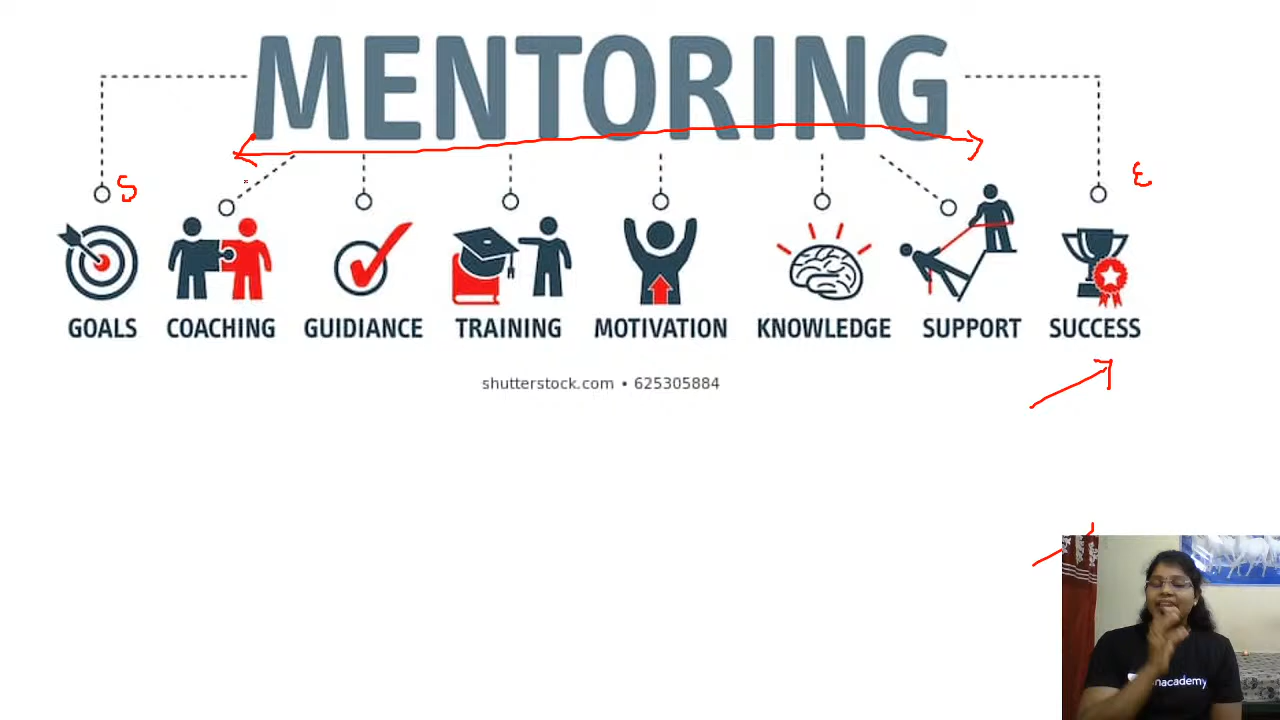 MENTORING
S
E
GOALS COACHING GUIDIANCE TRAINING MOTIVATION KNOWLEDGE SUPPORT SUCCESS
shutterstock.com • 625305884